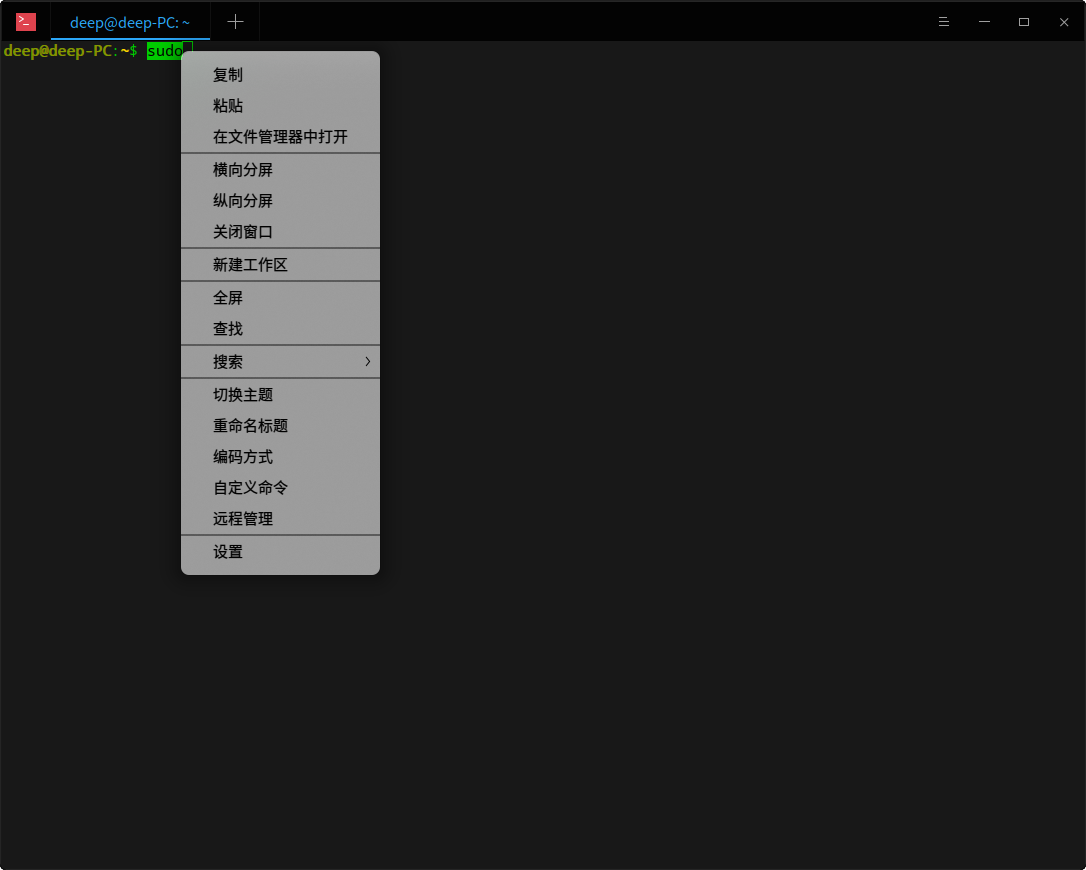 deep@deep-PC: ~
deep@deep-PC:~$ sudo
复制
粘贴
在文件管理器中打开
横向分屏
纵向分屏
关闭窗口
新建工作区
全屏
查找
搜索
切换主题
重命名标题
编码方式
自定义命令
远程管理
设置